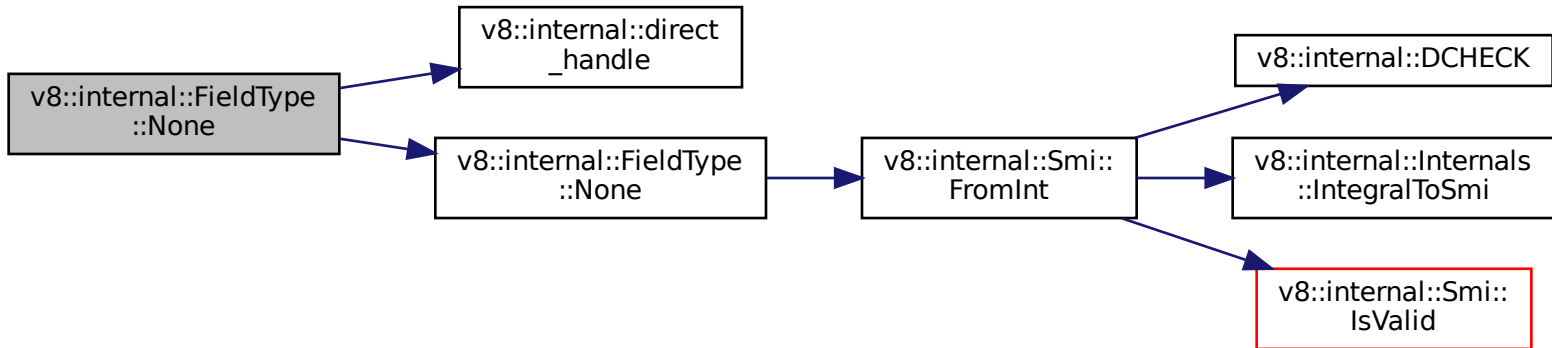 v8::internal::FieldType
::None
v8::internal::direct
_handle
v8::internal::FieldType
::None
v8::internal::Smi::
FromInt
v8::internal::DCHECK
v8::internal::Internals
::IntegralToSmi
v8::internal::Smi::
IsValid